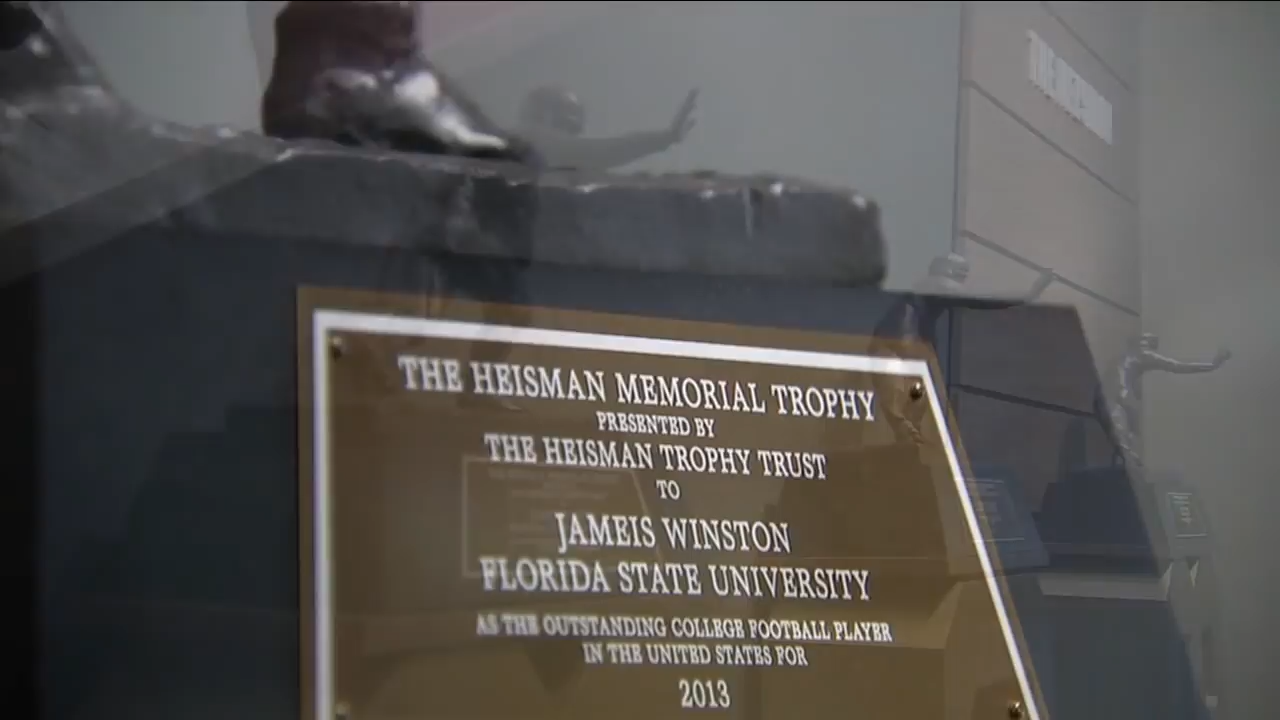 THE HEISMAN MEMORIAL TROPHY
PRESENTED BY
THE HEISMAN TROPHY TRUST
TO
JAMEIS WINSTON
FLORIDA STATE UNIVERSITY
AS THE OUTSTANDING COLLEGE FOOTBALL PLAYER
IN THE UNITED STATES FOR
2013